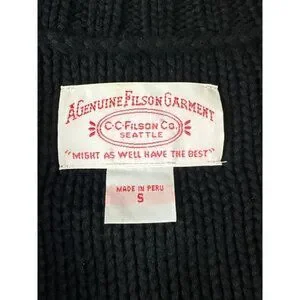 A GENUINE FILSON GARMENT
C·C·FILSON CO.
SEATTLE
"MIGHT AS WELL HAVE THE BEST"
MADE IN PERU
S